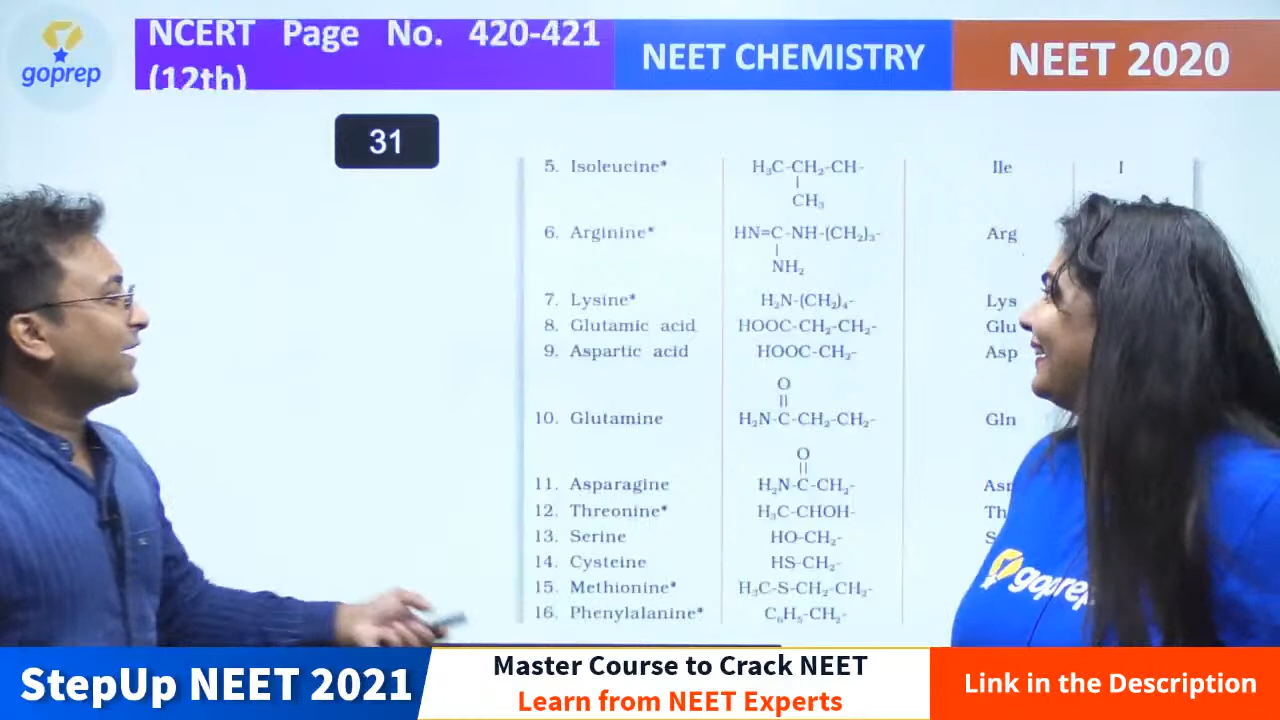 goprep
NCERT Page No. 420-421
(12th)
NEET CHEMISTRY
NEET 2020
31
5. Isoleucine* H₃C-CH₂-CH- Ile I
CH₃
6. Arginine* HN=C-NH-(CH₂)₃- Arg
NH₂
7. Lysine* H₂N-(CH₂)₄- Lys
8. Glutamic acid HOOC-CH₂-CH₂- Glu
9. Aspartic acid HOOC-CH₂- Asp
O
10. Glutamine H₂N-C-CH₂-CH₂- Gln
O
11. Asparagine H₂N-C-CH₂-
12. Threonine* H₃C-CHOH-
13. Serine HO-CH₂-
14. Cysteine HS-CH₂-
15. Methionine* H₃C-S-CH₂-CH₂-
16. Phenylalanine* C₆H₅-CH₂-
goprep
StepUp NEET 2021
Master Course to Crack NEET
Learn from NEET Experts
Link in the Description